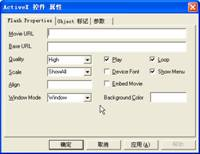 ActiveX 控件 属性
Flash Properties Object 标记 参数
Movie URL
Base URL
Quality High Play Loop
Scale ShowAll Device Font Show Menu
Align Embed Movie
Window Mode Window Background Color
确定 取消 应用(A) 帮助